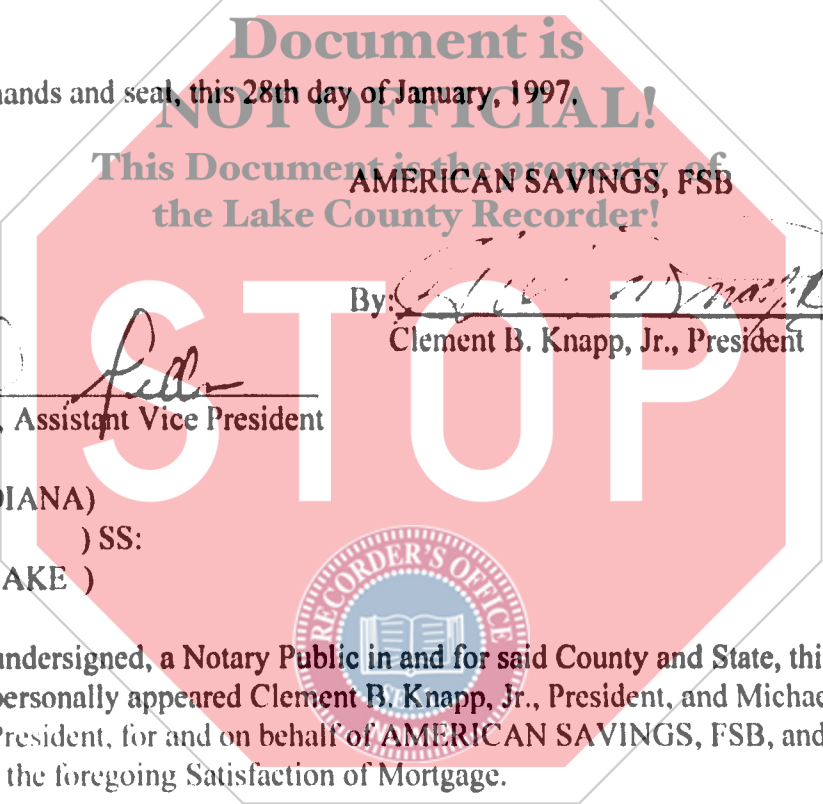 Document is
hands and seal, this 28th day of January, 1997.
NOT OFFICIAL!
This Document is the property of
AMERICAN SAVINGS, FSB
the Lake County Recorder!
STOP
By:
Clement B. Knapp, Jr., President
, Assistant Vice President
DIANA)
) SS:
AKE )
RECORDER'S OFFICE
undersigned, a Notary Public in and for said County and State, thi
personally appeared Clement B. Knapp, Jr., President, and Michae
President, for and on behalf of AMERICAN SAVINGS, FSB, and
the foregoing Satisfaction of Mortgage.